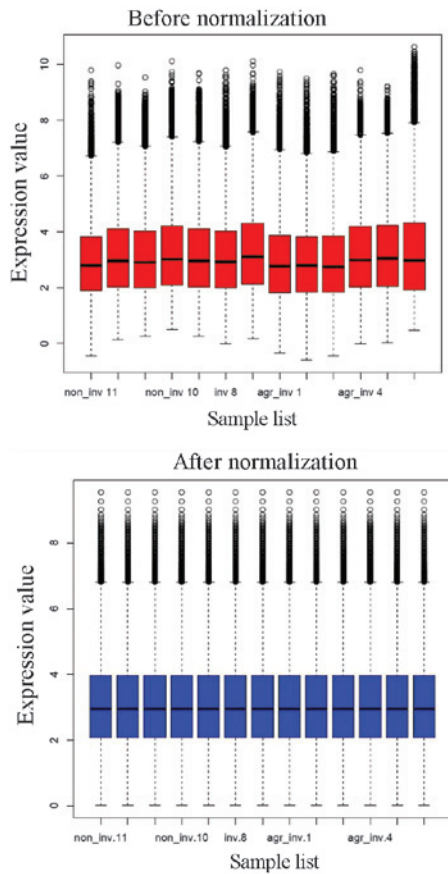 Before normalization
Expression value
10
8
6
4
2
0
non_inv 11 non_inv 10 inv 8 agr_inv 1 agr_inv 4
Sample list
After normalization
Expression value
8
6
4
2
0
non_inv.11 non_inv.10 inv.8 agr_inv.1 agr_inv.4
Sample list